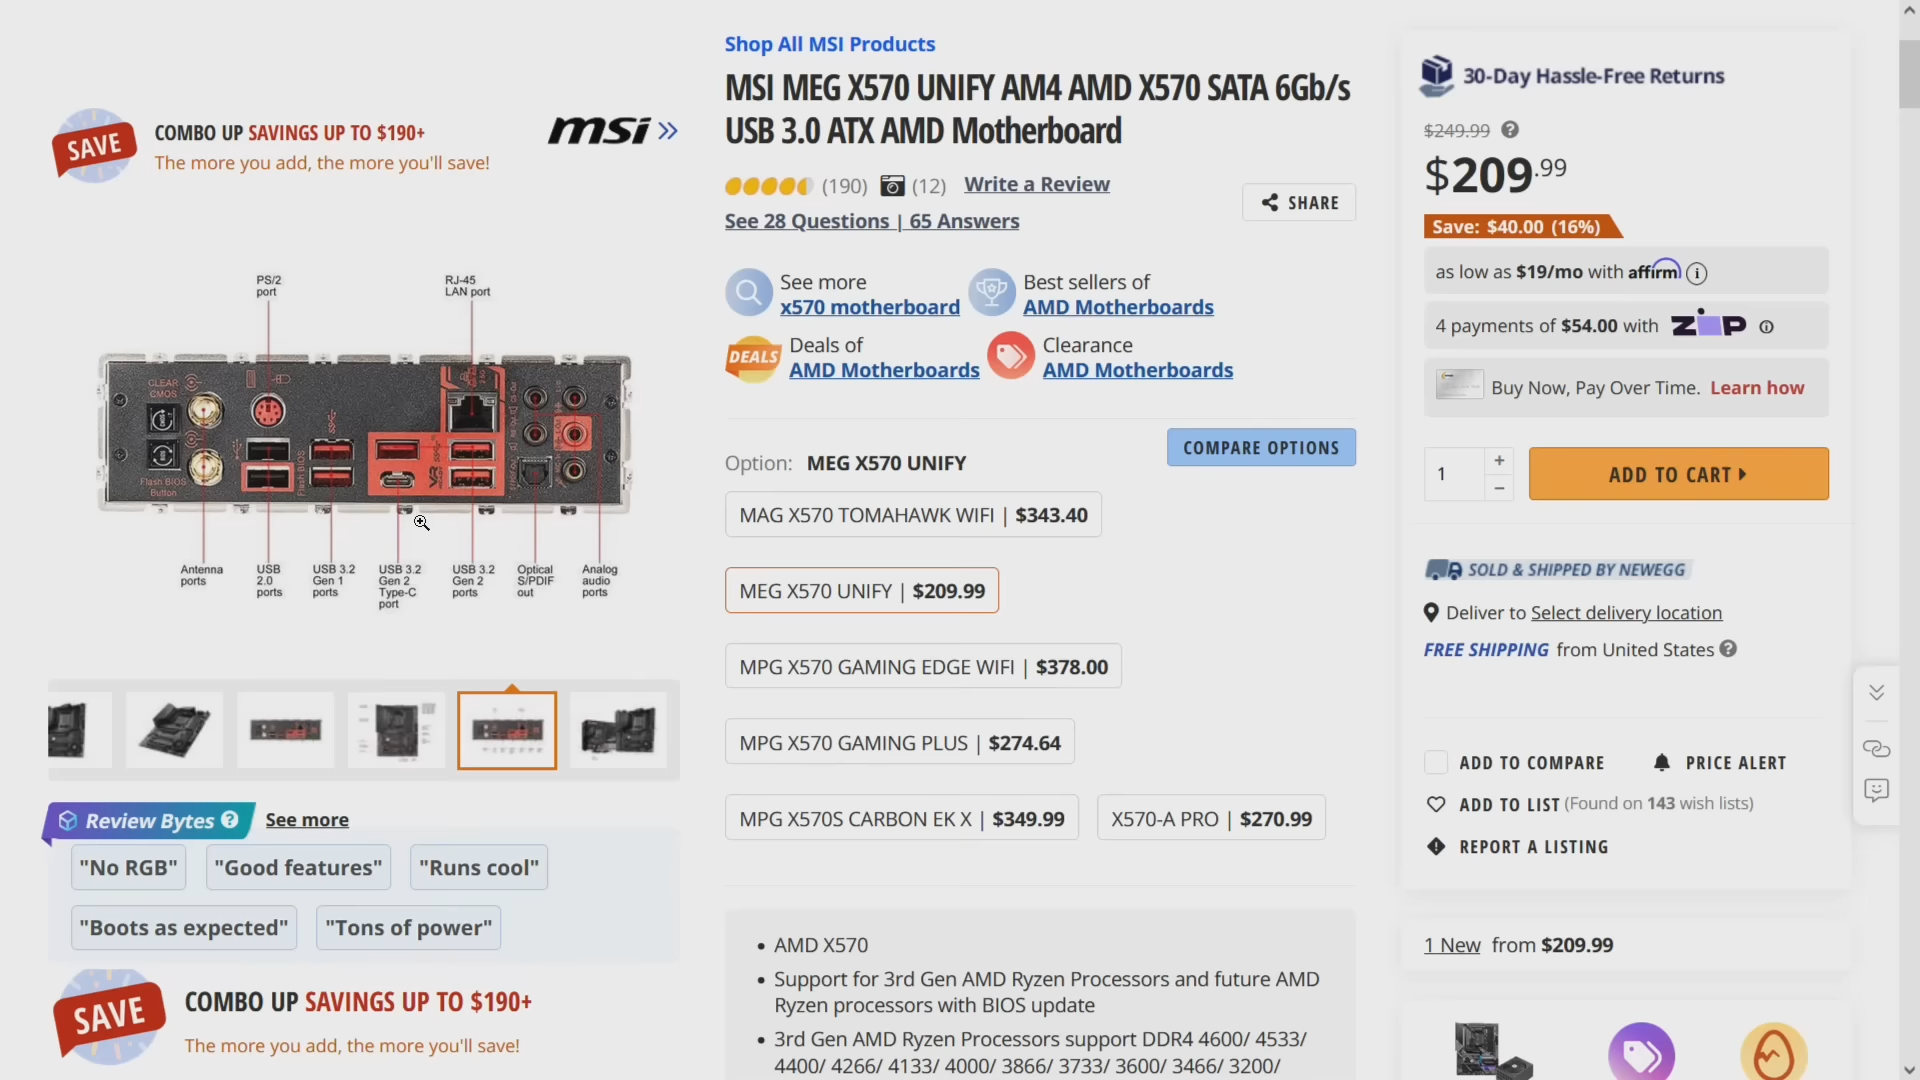 Shop All MSI Products
MSI MEG X570 UNIFY AM4 AMD X570 SATA 6Gb/s
USB 3.0 ATX AMD Motherboard
(190) (12) Write a Review
See 28 Questions | 65 Answers
SHARE
SAVE
COMBO UP SAVINGS UP TO $190+
The more you add, the more you'll save!
msi
PS/2
port
RJ-45
LAN port
CLEAR
CMOS
Flash BIOS
Button
Flash BIOS
Antenna
ports
USB
2.0
ports
USB 3.2
Gen 1
ports
USB 3.2
Gen 2
Type-C
port
USB 3.2
Gen 2
ports
Optical
S/PDIF
out
Analog
audio
ports
Review Bytes ? See more
"No RGB" "Good features" "Runs cool"
"Boots as expected" "Tons of power"
SAVE
COMBO UP SAVINGS UP TO $190+
The more you add, the more you'll save!
See more
x570 motherboard
Best sellers of
AMD Motherboards
DEALS
Deals of
AMD Motherboards
Clearance
AMD Motherboards
Option: MEG X570 UNIFY
COMPARE OPTIONS
MAG X570 TOMAHAWK WIFI | $343.40
MEG X570 UNIFY | $209.99
MPG X570 GAMING EDGE WIFI | $378.00
MPG X570 GAMING PLUS | $274.64
MPG X570S CARBON EK X | $349.99
X570-A PRO | $270.99
• AMD X570
• Support for 3rd Gen AMD Ryzen Processors and future AMD
Ryzen processors with BIOS update
• 3rd Gen AMD Ryzen Processors support DDR4 4600/ 4533/
4400/ 4266/ 4133/ 4000/ 3866/ 3733/ 3600/ 3466/ 3200/
30-Day Hassle-Free Returns
$249.99 ?
$209.99
Save: $40.00 (16%)
as low as $19/mo with affirm
4 payments of $54.00 with ZIP
Buy Now, Pay Over Time. Learn how
1 + −
ADD TO CART
SOLD & SHIPPED BY NEWEGG
Deliver to Select delivery location
FREE SHIPPING from United States ?
ADD TO COMPARE
PRICE ALERT
ADD TO LIST (Found on 143 wish lists)
REPORT A LISTING
1 New from $209.99